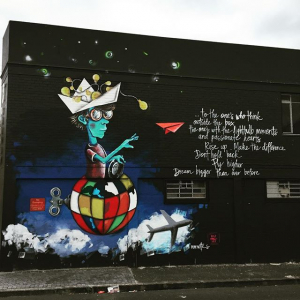 ...to the one's who think
outside the box
the one's with the lightbulb moments
and passionate hearts
Rise up. Make the difference
Don't hold back.
Fly higher
Dream bigger than ever before